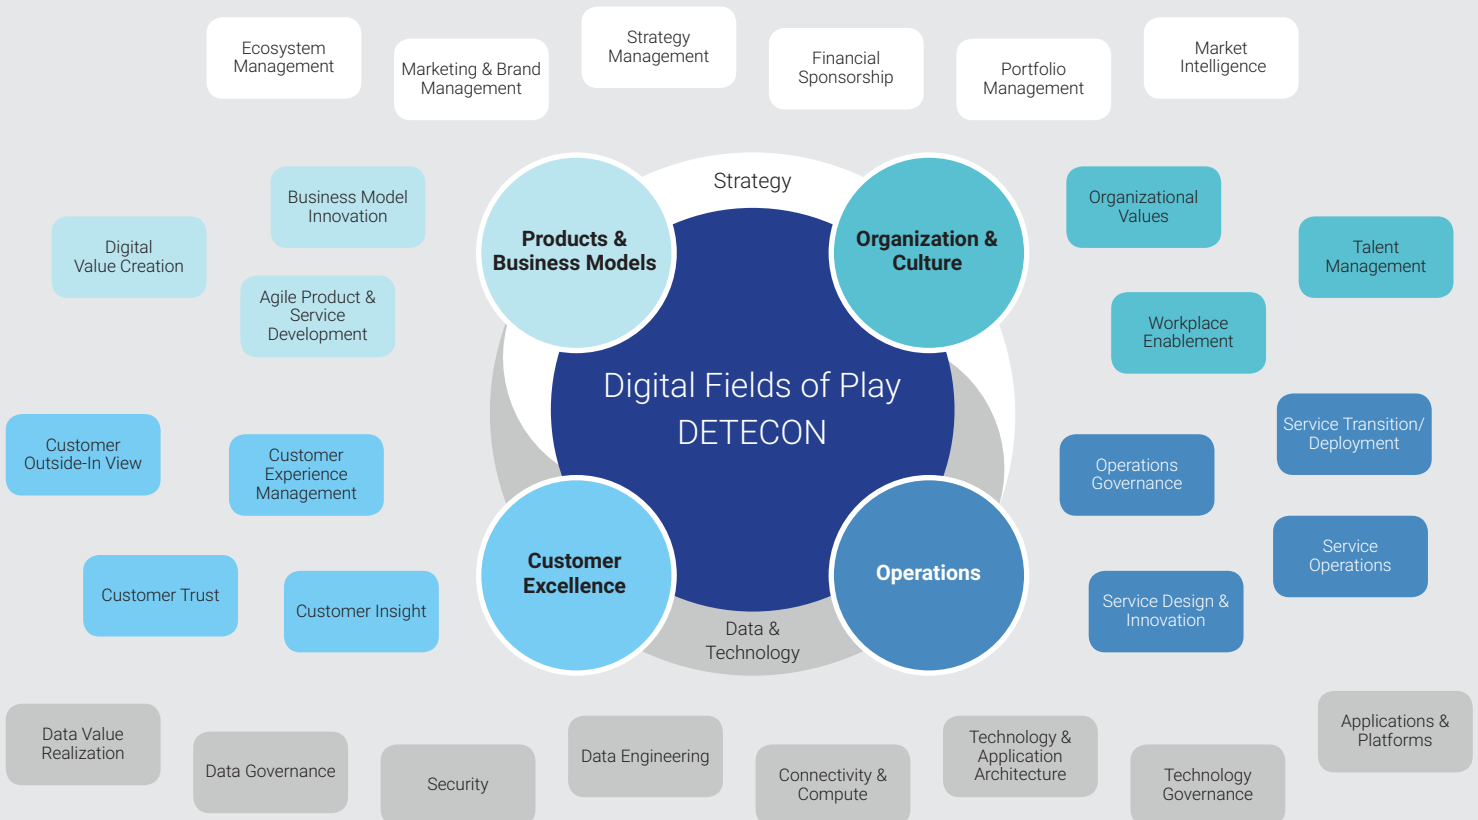 Ecosystem
Management
Marketing & Brand
Management
Strategy
Management
Financial
Sponsorship
Portfolio
Management
Market
Intelligence
Strategy
Products &
Business Models
Organization &
Culture
Business Model
Innovation
Digital
Value Creation
Agile Product &
Service
Development
Organizational
Values
Talent
Management
Workplace
Enablement
Digital Fields of Play
DETECON
Customer
Outside-In View
Customer
Experience
Management
Customer Trust
Customer Insight
Customer
Excellence
Operations
Service Transition/
Deployment
Operations
Governance
Service
Operations
Service Design &
Innovation
Data &
Technology
Data Value
Realization
Data Governance
Security
Data Engineering
Connectivity &
Compute
Technology &
Application
Architecture
Technology
Governance
Applications &
Platforms